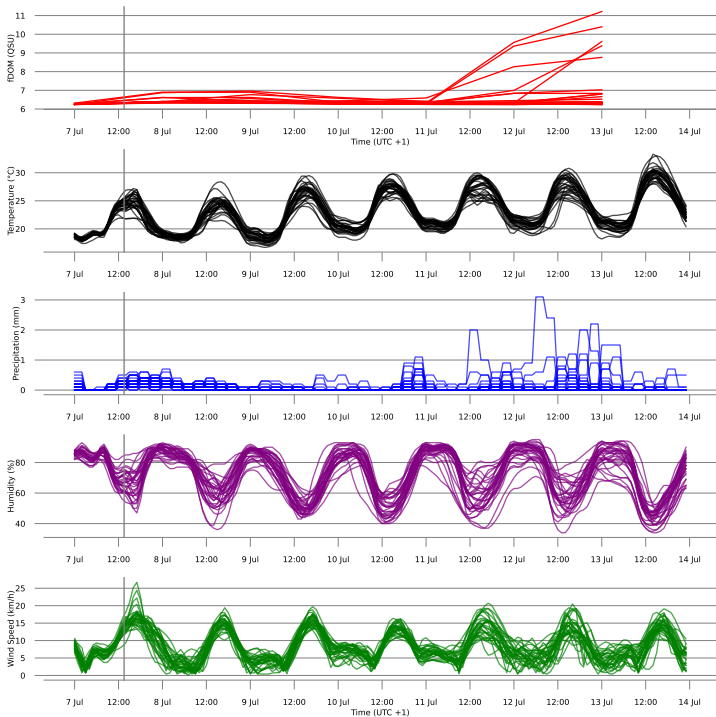 11
10
9
8
7
6
fDOM (QSU)
7 Jul 12:00 8 Jul 12:00 9 Jul 12:00 10 Jul 12:00 11 Jul 12:00 12 Jul 12:00 13 Jul 12:00 14 Jul
Time (UTC +1)
30
25
20
Temperature (°C)
7 Jul 12:00 8 Jul 12:00 9 Jul 12:00 10 Jul 12:00 11 Jul 12:00 12 Jul 12:00 13 Jul 12:00 14 Jul
3
2
1
0
Precipitation (mm)
7 Jul 12:00 8 Jul 12:00 9 Jul 12:00 10 Jul 12:00 11 Jul 12:00 12 Jul 12:00 13 Jul 12:00 14 Jul
80
60
40
Humidity (%)
7 Jul 12:00 8 Jul 12:00 9 Jul 12:00 10 Jul 12:00 11 Jul 12:00 12 Jul 12:00 13 Jul 12:00 14 Jul
25
20
15
10
5
0
Wind Speed (km/h)
7 Jul 12:00 8 Jul 12:00 9 Jul 12:00 10 Jul 12:00 11 Jul 12:00 12 Jul 12:00 13 Jul 12:00 14 Jul
Time (UTC +1)